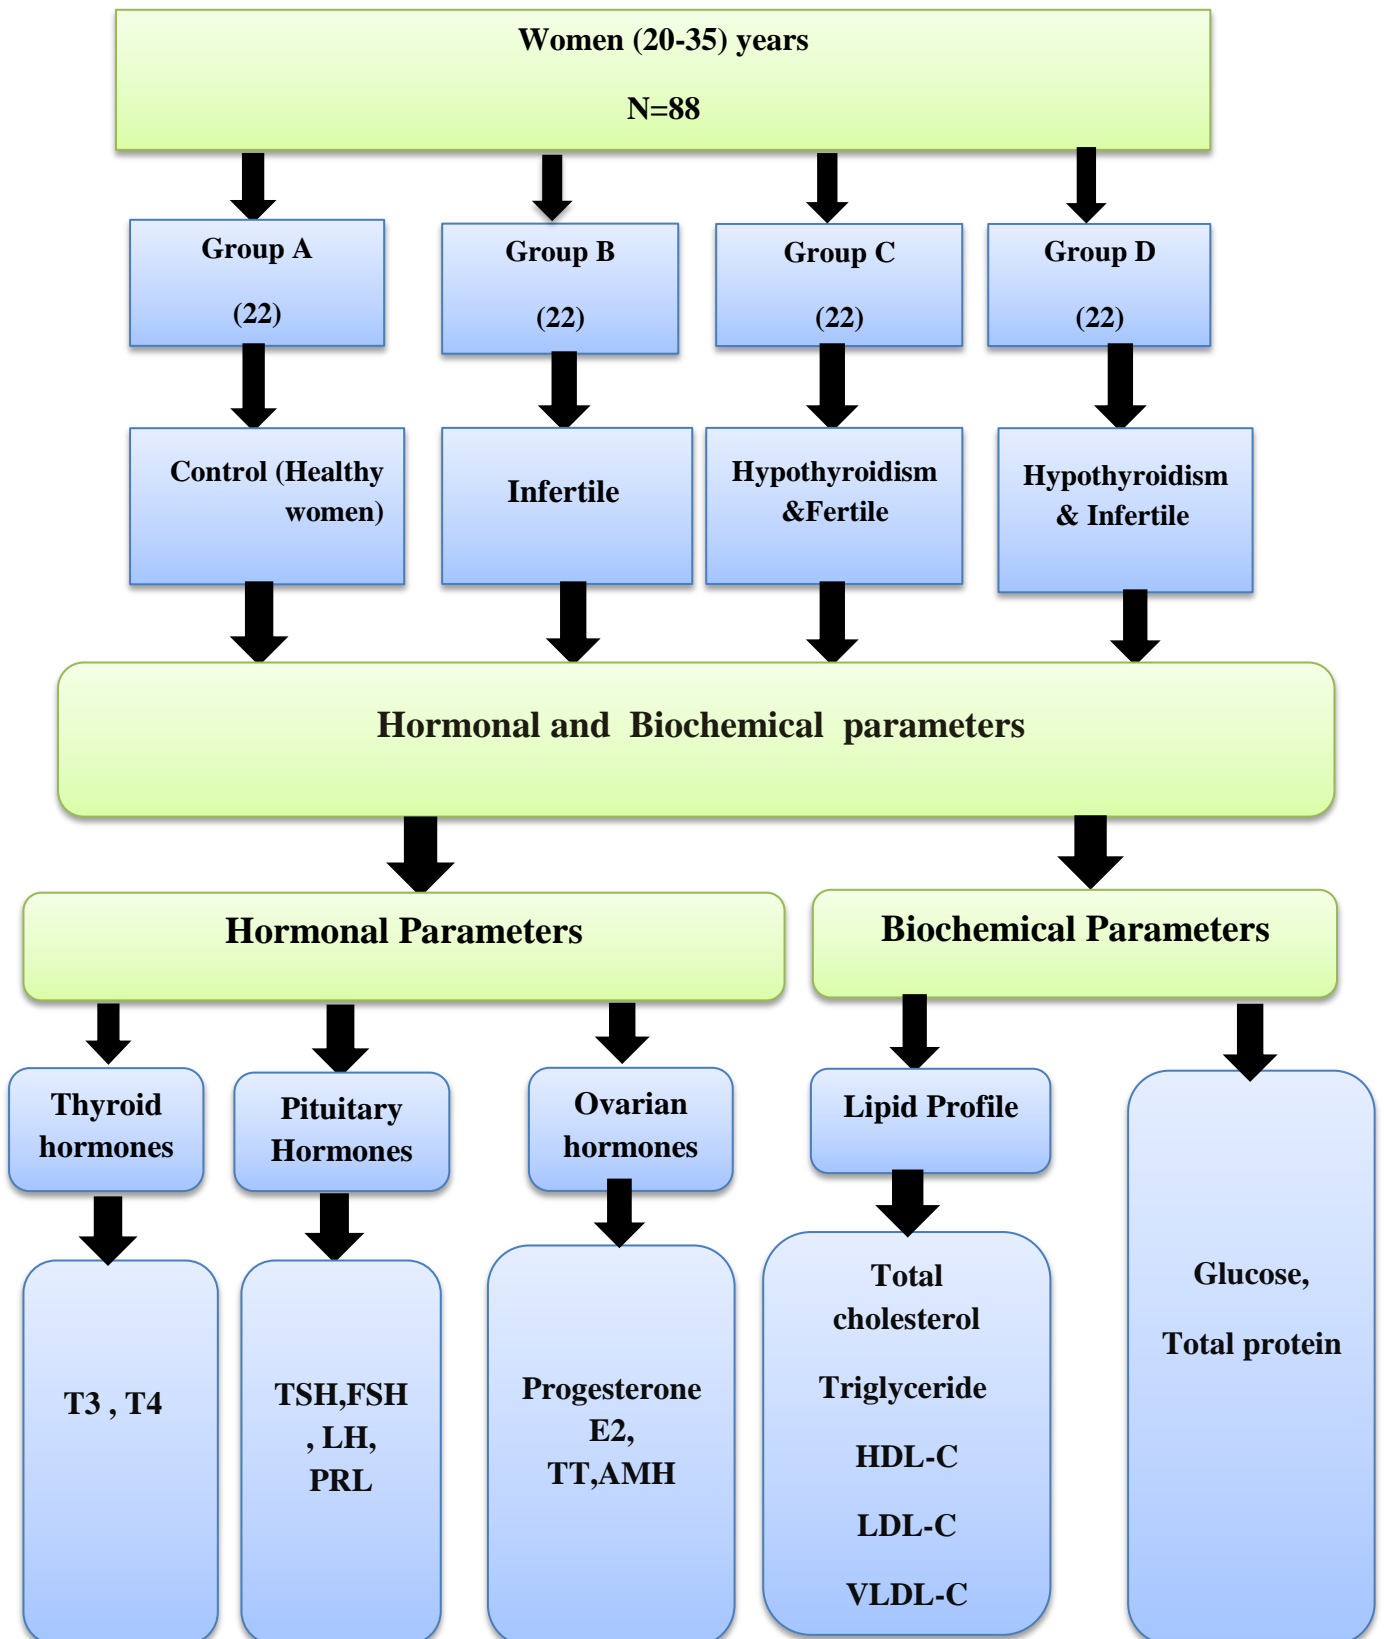 Women (20-35) years
N=88
Group A
(22)
Group B
(22)
Group C
(22)
Group D
(22)
Control (Healthy
women)
Infertile
Hypothyroidism
&Fertile
Hypothyroidism
& Infertile
Hormonal and Biochemical parameters
Hormonal Parameters
Biochemical Parameters
Thyroid
hormones
Pituitary
Hormones
Ovarian
hormones
Lipid Profile
T3 , T4
TSH,FSH
, LH,
PRL
Progesterone
E2,
TT,AMH
Total
cholesterol
Triglyceride
HDL-C
LDL-C
VLDL-C
Glucose,
Total protein